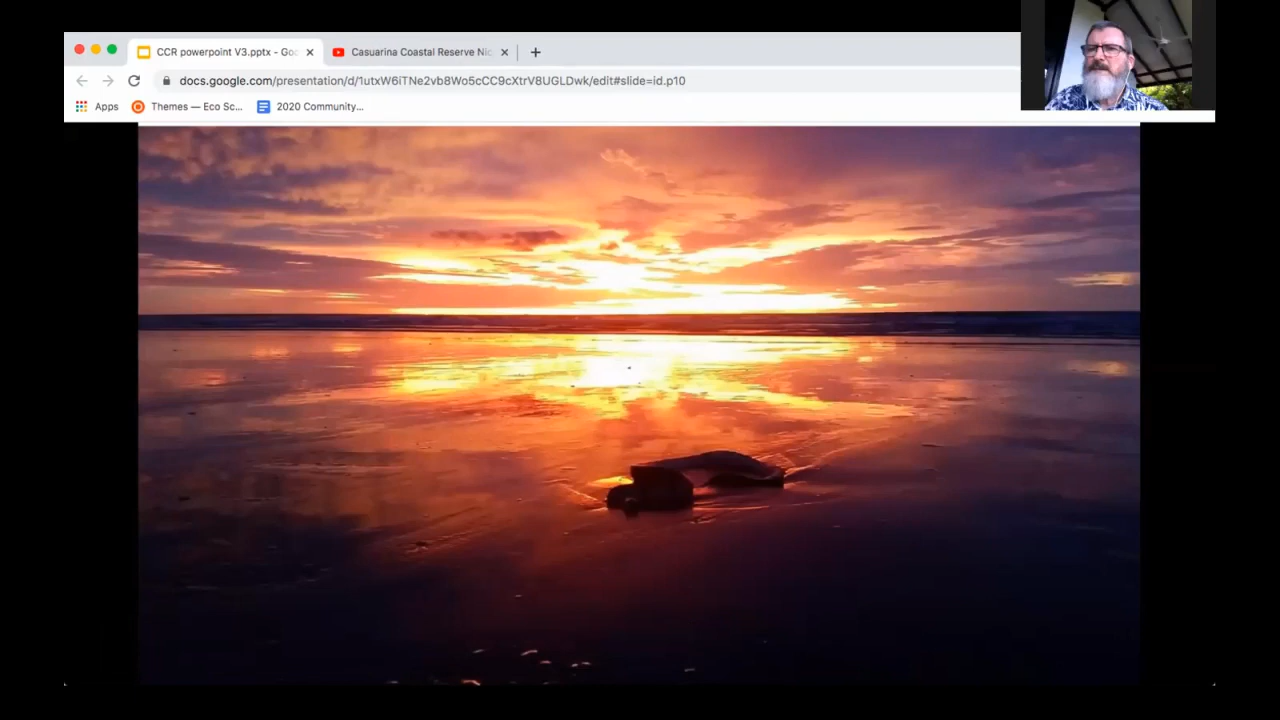 CCR powerpoint V3.pptx - Goo
Casuarina Coastal Reserve Nic
docs.google.com/presentation/d/1utxW6iTNe2vb8Wo5cCC9cXtrV8UGLDwk/edit#slide=id.p10
Apps
Themes — Eco Sc...
2020 Community...